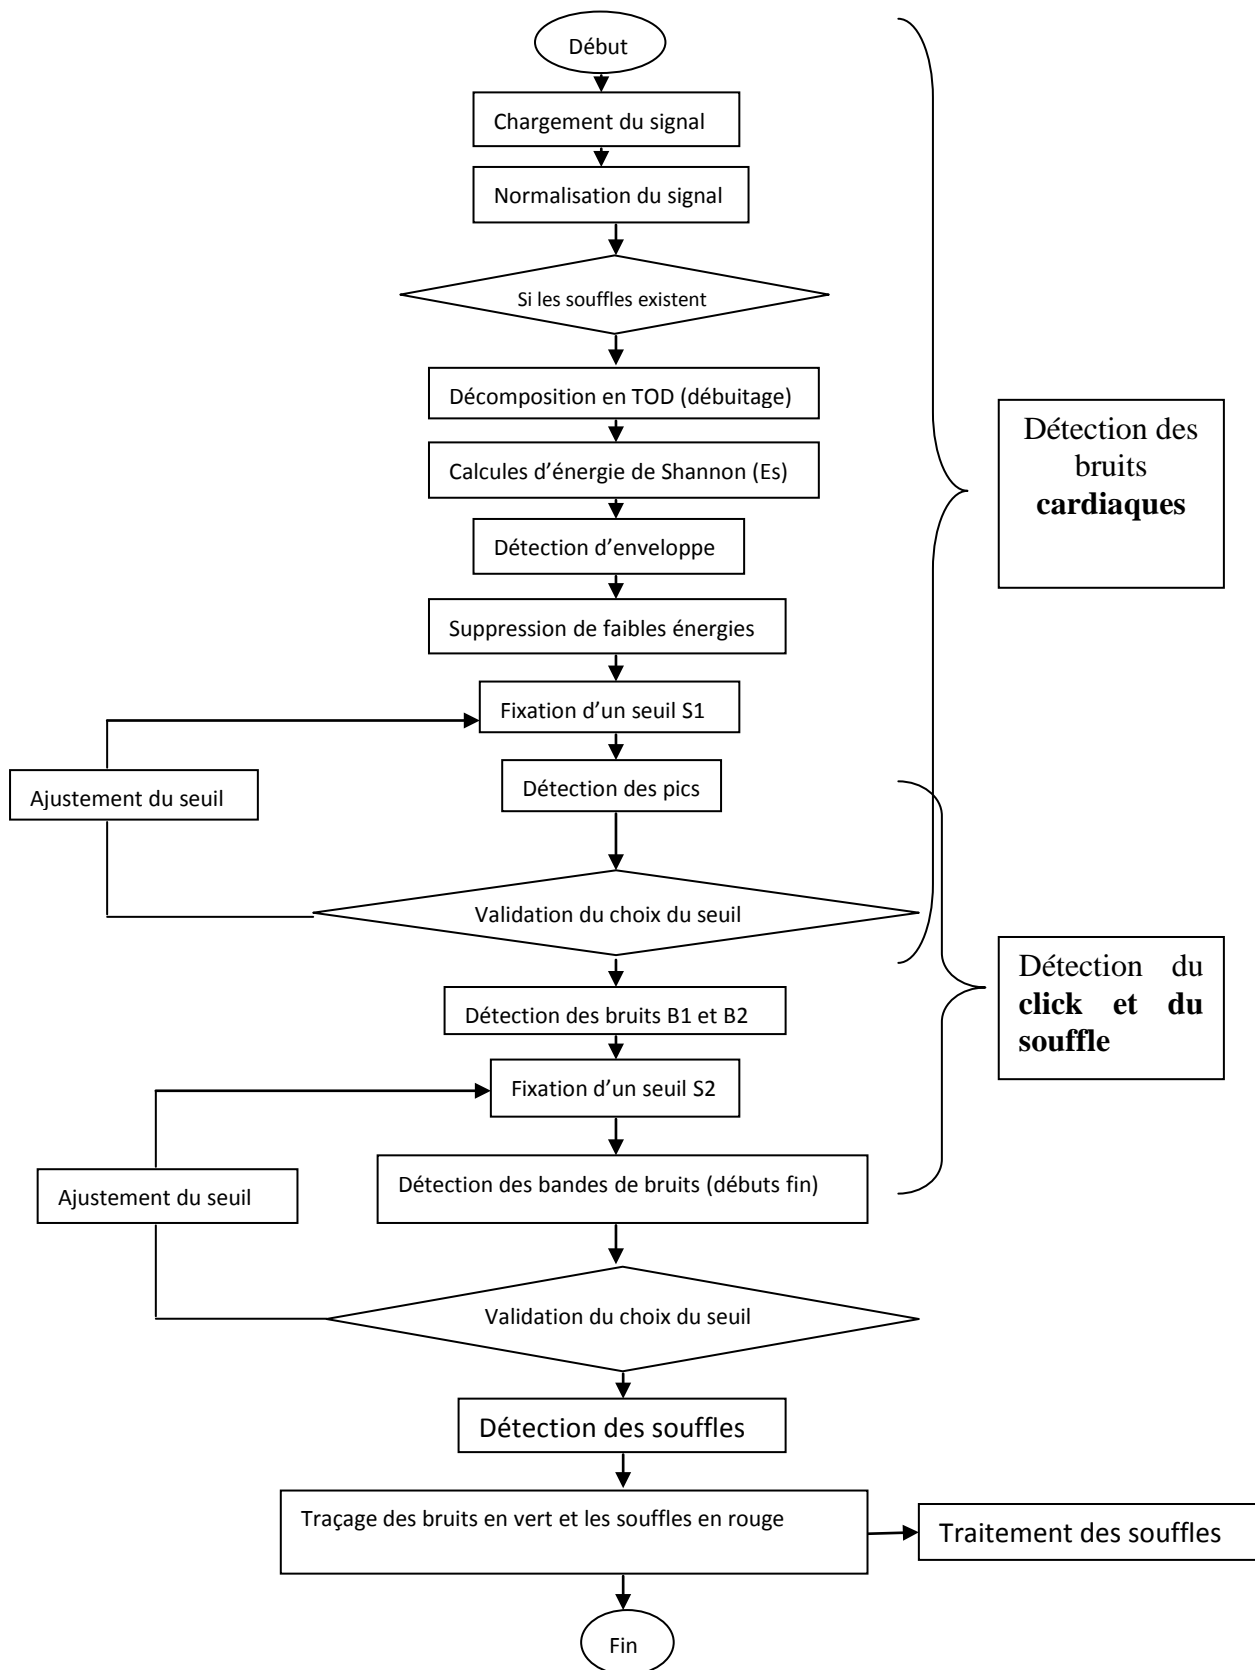 Début
Chargement du signal
Normalisation du signal
Si les souffles existent
Décomposition en TOD (débuitage)
Calcules d’énergie de Shannon (Es)
Détection d’enveloppe
Suppression de faibles énergies
Fixation d’un seuil S1
Détection des pics
Ajustement du seuil
Validation du choix du seuil
Détection des bruits B1 et B2
Fixation d’un seuil S2
Détection des bandes de bruits (débuts fin)
Ajustement du seuil
Validation du choix du seuil
Détection des souffles
Traçage des bruits en vert et les souffles en rouge
Traitement des souffles
Fin
Détection des
bruits
cardiaques
Détection du
click et du
souffle